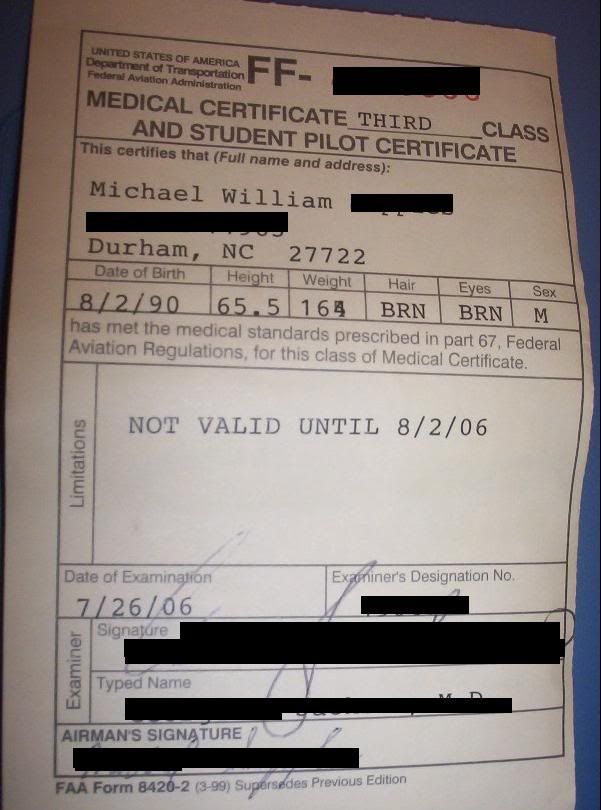 UNITED STATES OF AMERICA
Department of Transportation
Federal Aviation Administration
FF-
MEDICAL CERTIFICATE THIRD CLASS
AND STUDENT PILOT CERTIFICATE
This certifies that (Full name and address):
Michael William
Durham, NC 27722
Date of Birth Height Weight Hair Eyes Sex
8/2/90 65.5 164 BRN BRN M
has met the medical standards prescribed in part 67, Federal
Aviation Regulations, for this class of Medical Certificate.
Limitations
NOT VALID UNTIL 8/2/06
Date of Examination Examiner's Designation No.
7/26/06
Examiner
Signature
Typed Name
AIRMAN'S SIGNATURE
FAA Form 8420-2 (3-99) Supersedes Previous Edition